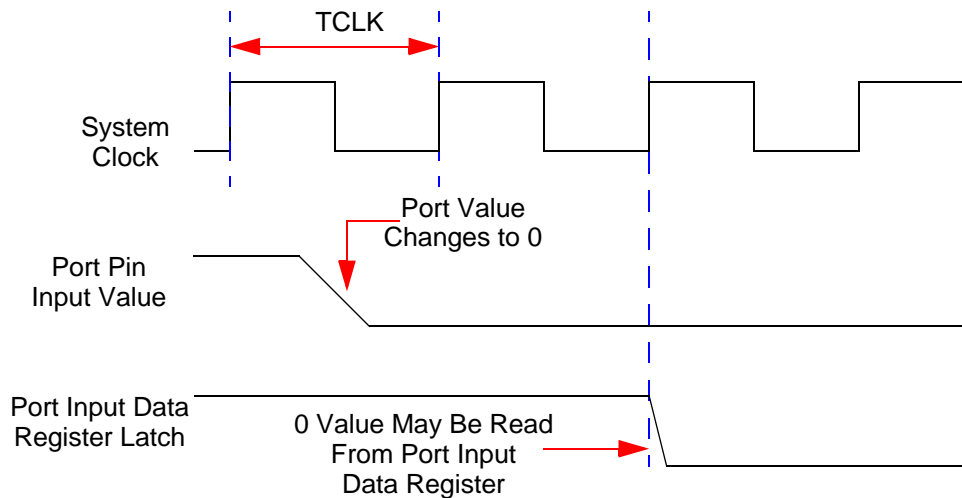 TCLK
System
Clock
Port Value
Changes to 0
Port Pin
Input Value
Port Input Data
Register Latch
0 Value May Be Read
From Port Input
Data Register